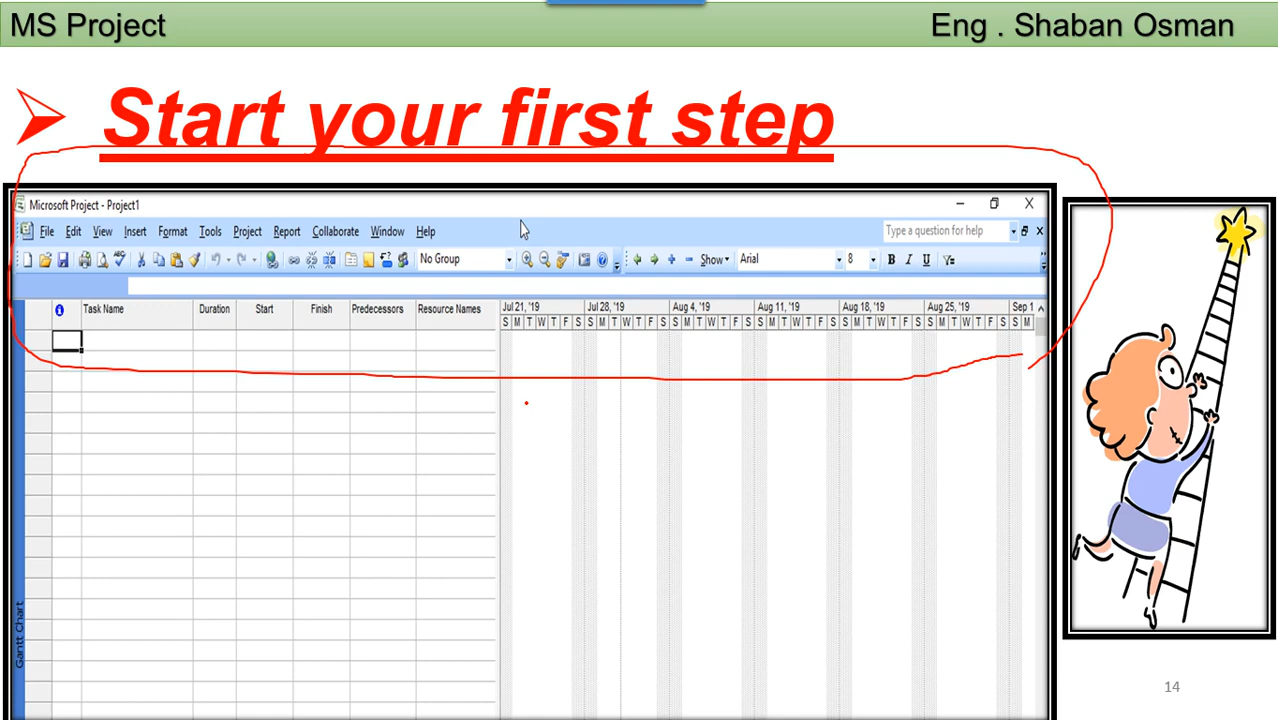 MS Project Eng . Shaban Osman
Start your first step
Microsoft Project - Project1
File Edit View Insert Format Tools Project Report Collaborate Window Help Type a question for help
No Group Show Arial 8 B I U
Task Name Duration Start Finish Predecessors Resource Names Jul 21, '19 Jul 28, '19 Aug 4, '19 Aug 11, '19 Aug 18, '19 Aug 25, '19 Sep 1
S M T W T F S S M T W T F S S M T W T F S S M T W T F S S M T W T F S S M T W T F S S M
Gantt Chart
14